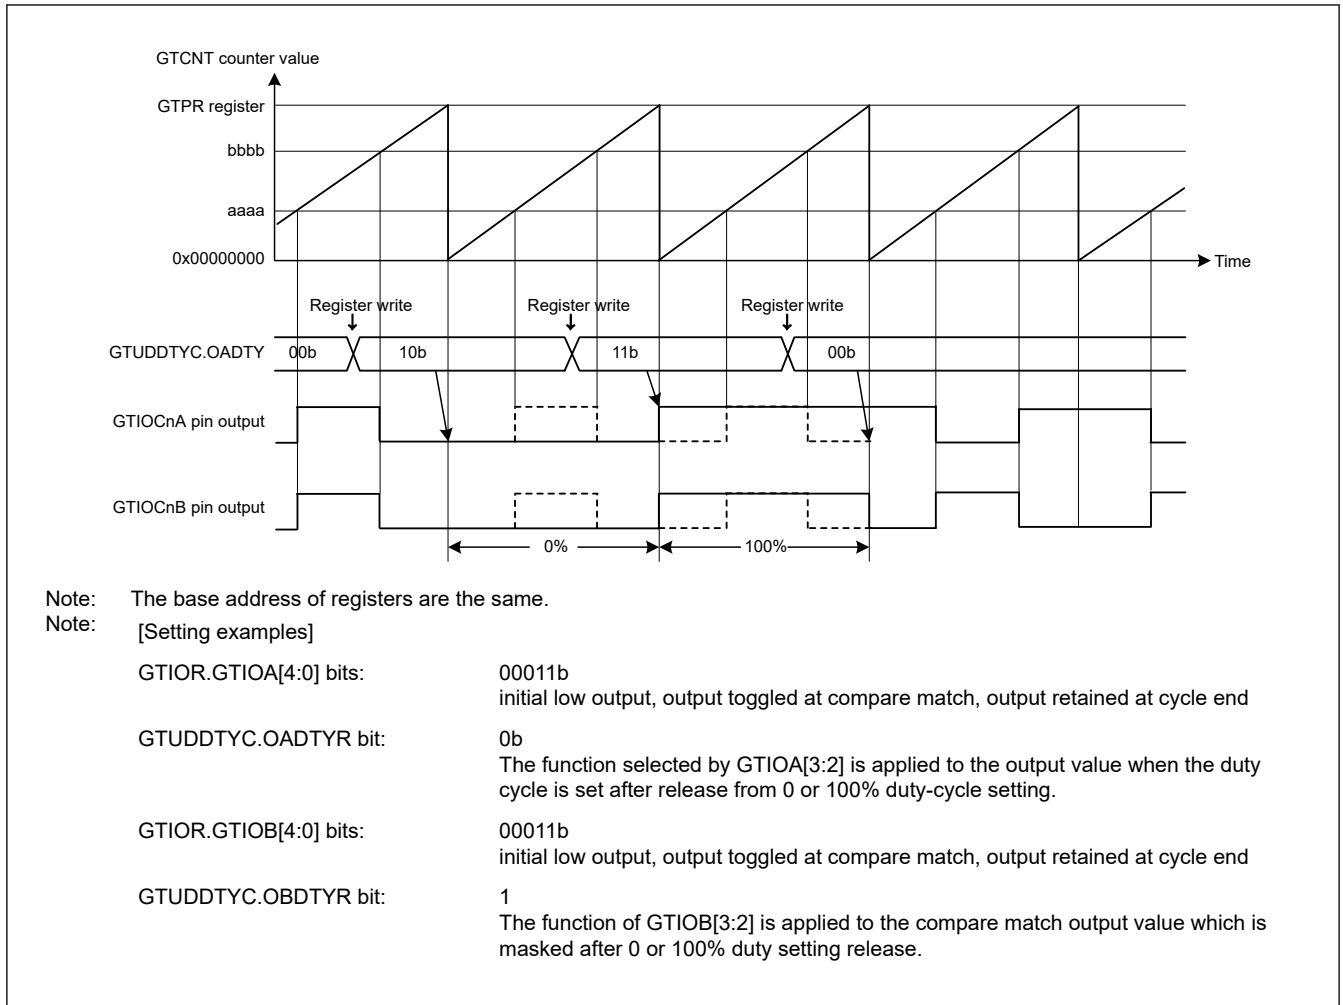 GTCNT counter value
GTPR register
bbbb
aaaa
0x00000000
Time
Register write Register write Register write
GTUDDTYC.OADTY 00b 10b 11b 00b
GTIOCnA pin output
GTIOCnB pin output
0% 100%
Note: The base address of registers are the same.
Note: [Setting examples]
GTIOR.GTIOA[4:0] bits: 00011b
initial low output, output toggled at compare match, output retained at cycle end
GTUDDTYC.OADTYR bit: 0b
The function selected by GTIOA[3:2] is applied to the output value when the duty
cycle is set after release from 0 or 100% duty-cycle setting.
GTIOR.GTIOB[4:0] bits: 00011b
initial low output, output toggled at compare match, output retained at cycle end
GTUDDTYC.OBDTYR bit: 1
The function of GTIOB[3:2] is applied to the compare match output value which is
masked after 0 or 100% duty setting release.